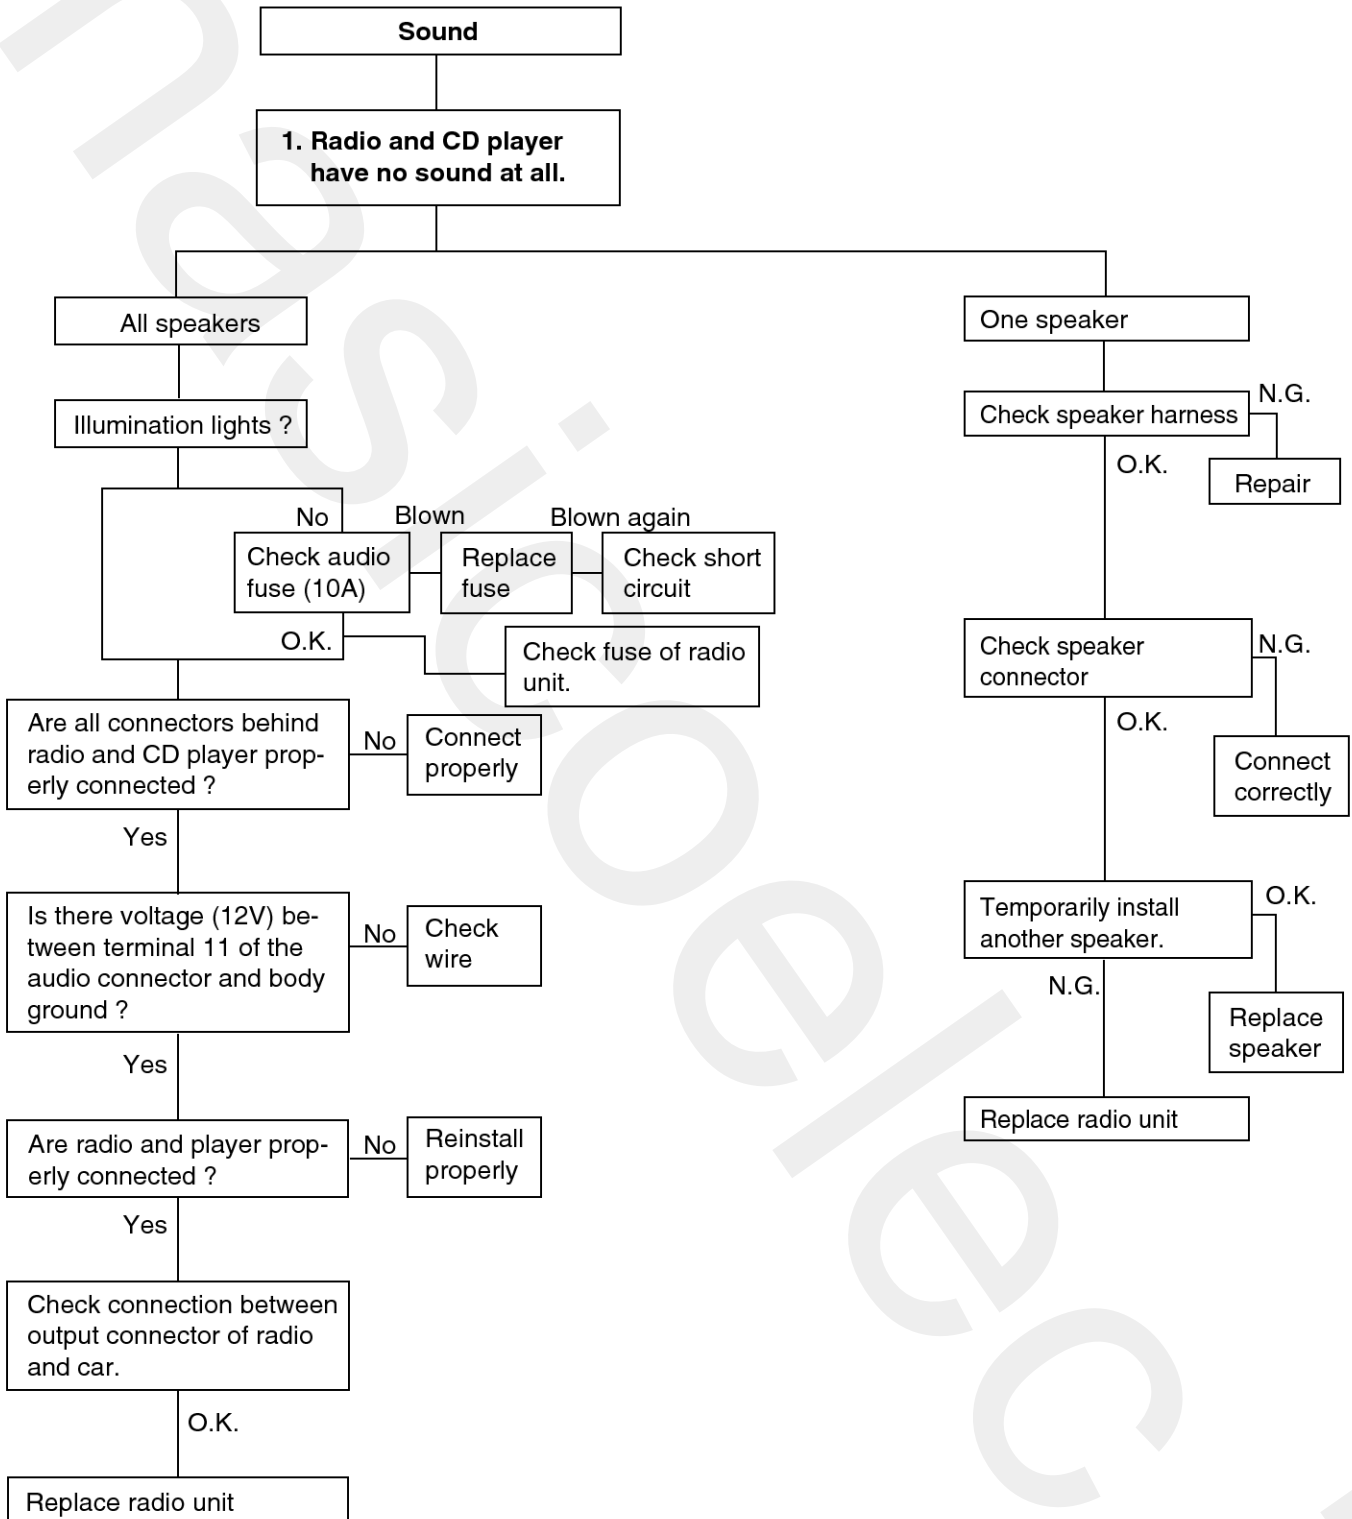 Sound
1. Radio and CD player
have no sound at all.
All speakers
Illumination lights ?
No
Blown
Blown again
Check audio
fuse (10A)
Replace
fuse
Check short
circuit
O.K.
Check fuse of radio
unit.
Are all connectors behind
radio and CD player prop-
erly connected ?
No
Connect
properly
Yes
Is there voltage (12V) be-
tween terminal 11 of the
audio connector and body
ground ?
No
Check
wire
Yes
Are radio and player prop-
erly connected ?
No
Reinstall
properly
Yes
Check connection between
output connector of radio
and car.
O.K.
Replace radio unit
One speaker
Check speaker harness
N.G.
Repair
O.K.
Check speaker
connector
N.G.
Connect
correctly
O.K.
Temporarily install
another speaker.
O.K.
Replace
speaker
N.G.
Replace radio unit